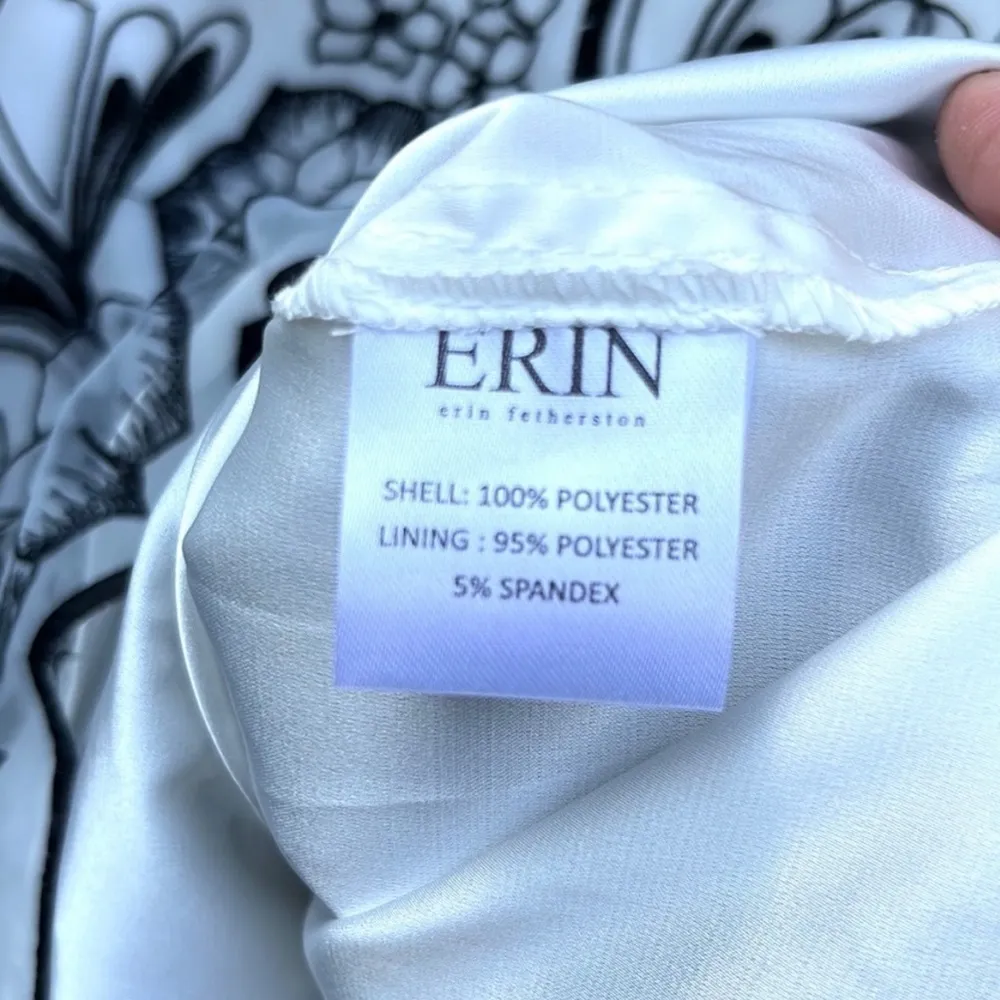 ERIN
erin fetherston
SHELL: 100% POLYESTER
LINING : 95% POLYESTER
5% SPANDEX